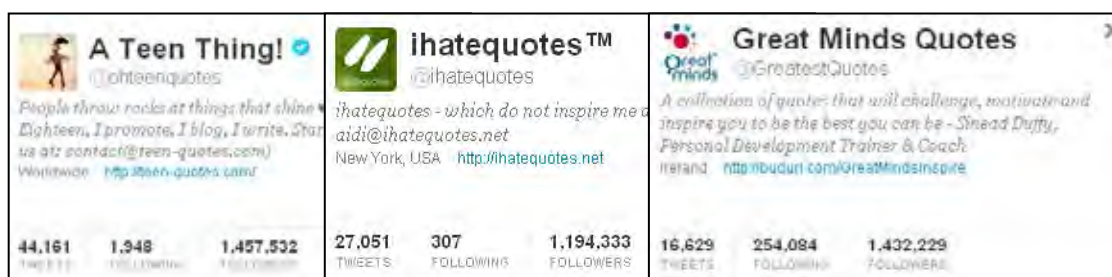 A Teen Thing!
@ohteenquotes
People throw rocks at things that shine ♥
Eighteen, I promote, I blog, I write. Star
us at: contact@teen-quotes.com)
Worldwide http://teen-quotes.com/
44,161 1,948 1,457,532
TWEETS FOLLOWING FOLLOWERS
ihatequotes™
@ihatequotes
ihatequotes - which do not inspire me a
aidi@ihatequotes.net
New York, USA http://ihatequotes.net
27,051 307 1,194,333
TWEETS FOLLOWING FOLLOWERS
Great minds
Great Minds Quotes
@GreatestQuotes
A collection of quotes that will challenge, motivate and
inspire you to be the best you can be - Sinead Duffy,
Personal Development Trainer & Coach
Ireland http://budurl.com/GreatMindsInspire
16,629 254,084 1,432,229
TWEETS FOLLOWING FOLLOWERS